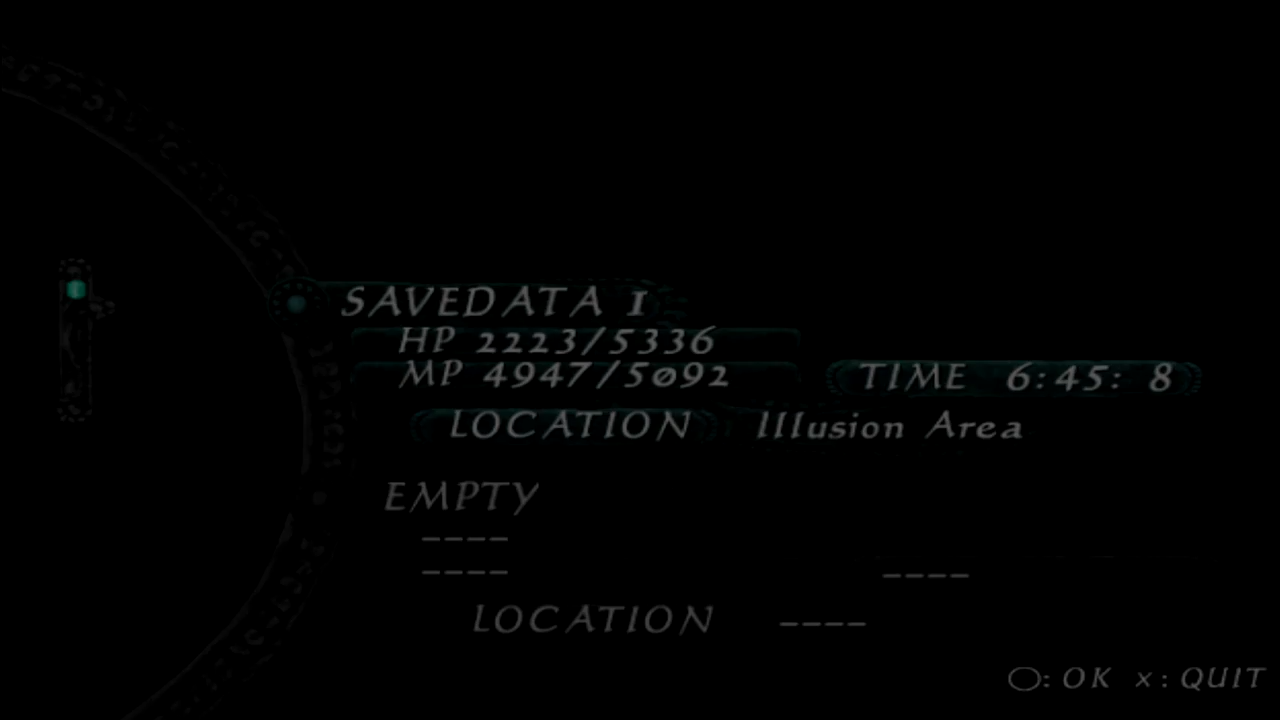 SAVEDATA 1
HP 2223/5336
MP 4947/5092
TIME 6:45: 8
LOCATION Illusion Area
EMPTY
----
---- ----
LOCATION ----
◯: OK ×: QUIT